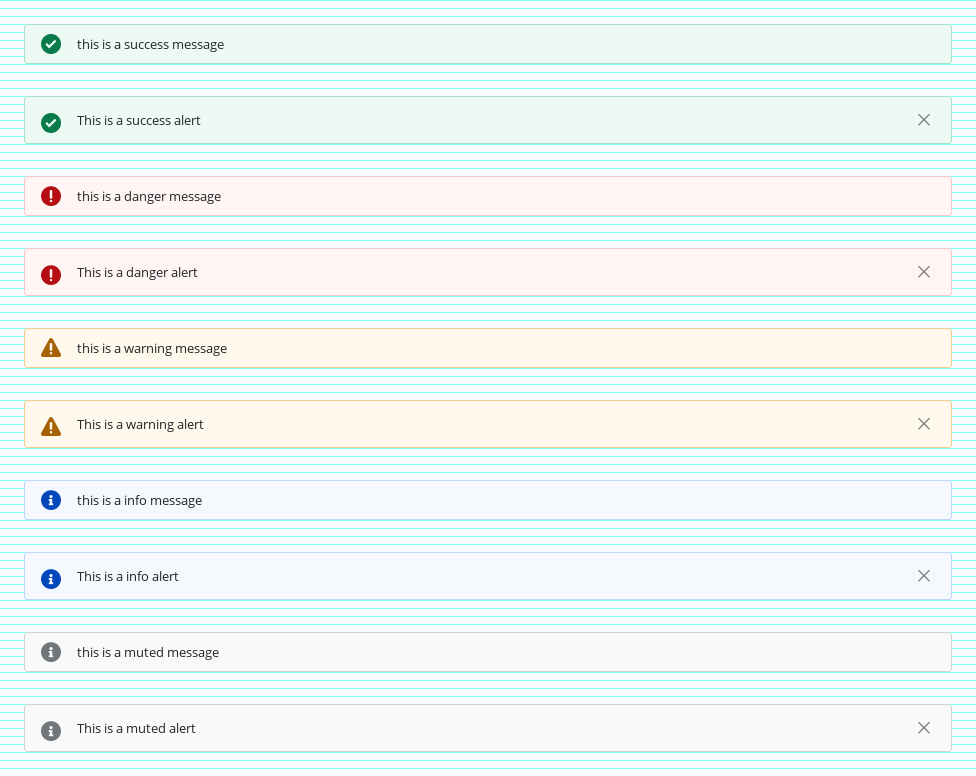 this is a success message
This is a success alert
this is a danger message
This is a danger alert
this is a warning message
This is a warning alert
this is a info message
This is a info alert
this is a muted message
This is a muted alert